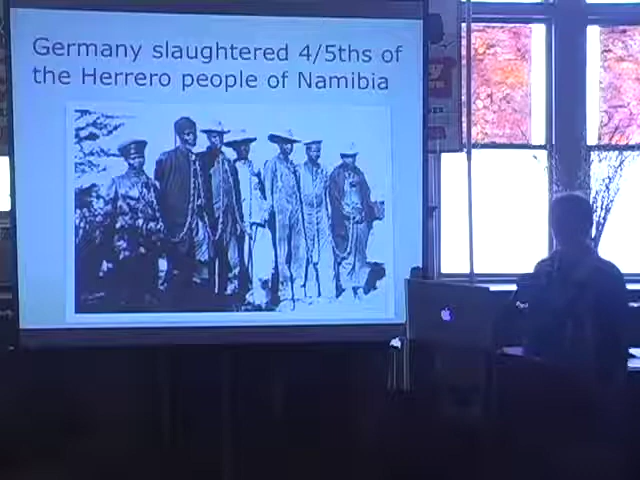 Germany slaughtered 4/5ths of
the Herrero people of Namibia